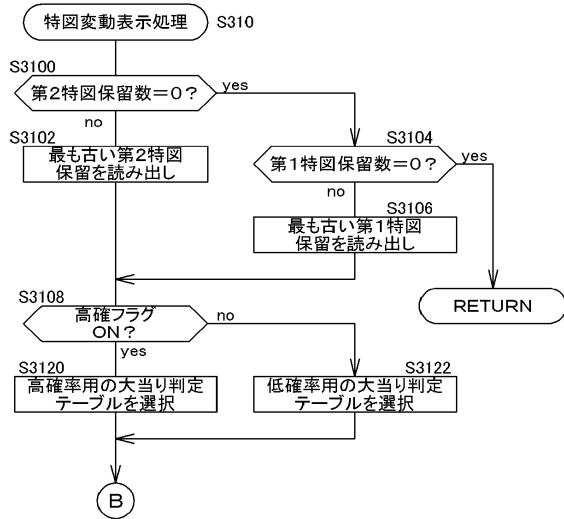 特図変動表示処理
S310
S3100
第2特図保留数=0?
yes
no
S3102
最も古い第2特図
保留を読み出し
S3104
第1特図保留数=0?
yes
no
S3106
最も古い第1特図
保留を読み出し
RETURN
S3108
高確フラグ
ON?
no
yes
S3120
高確率用の大当り判定
テーブルを選択
S3122
低確率用の大当り判定
テーブルを選択
B